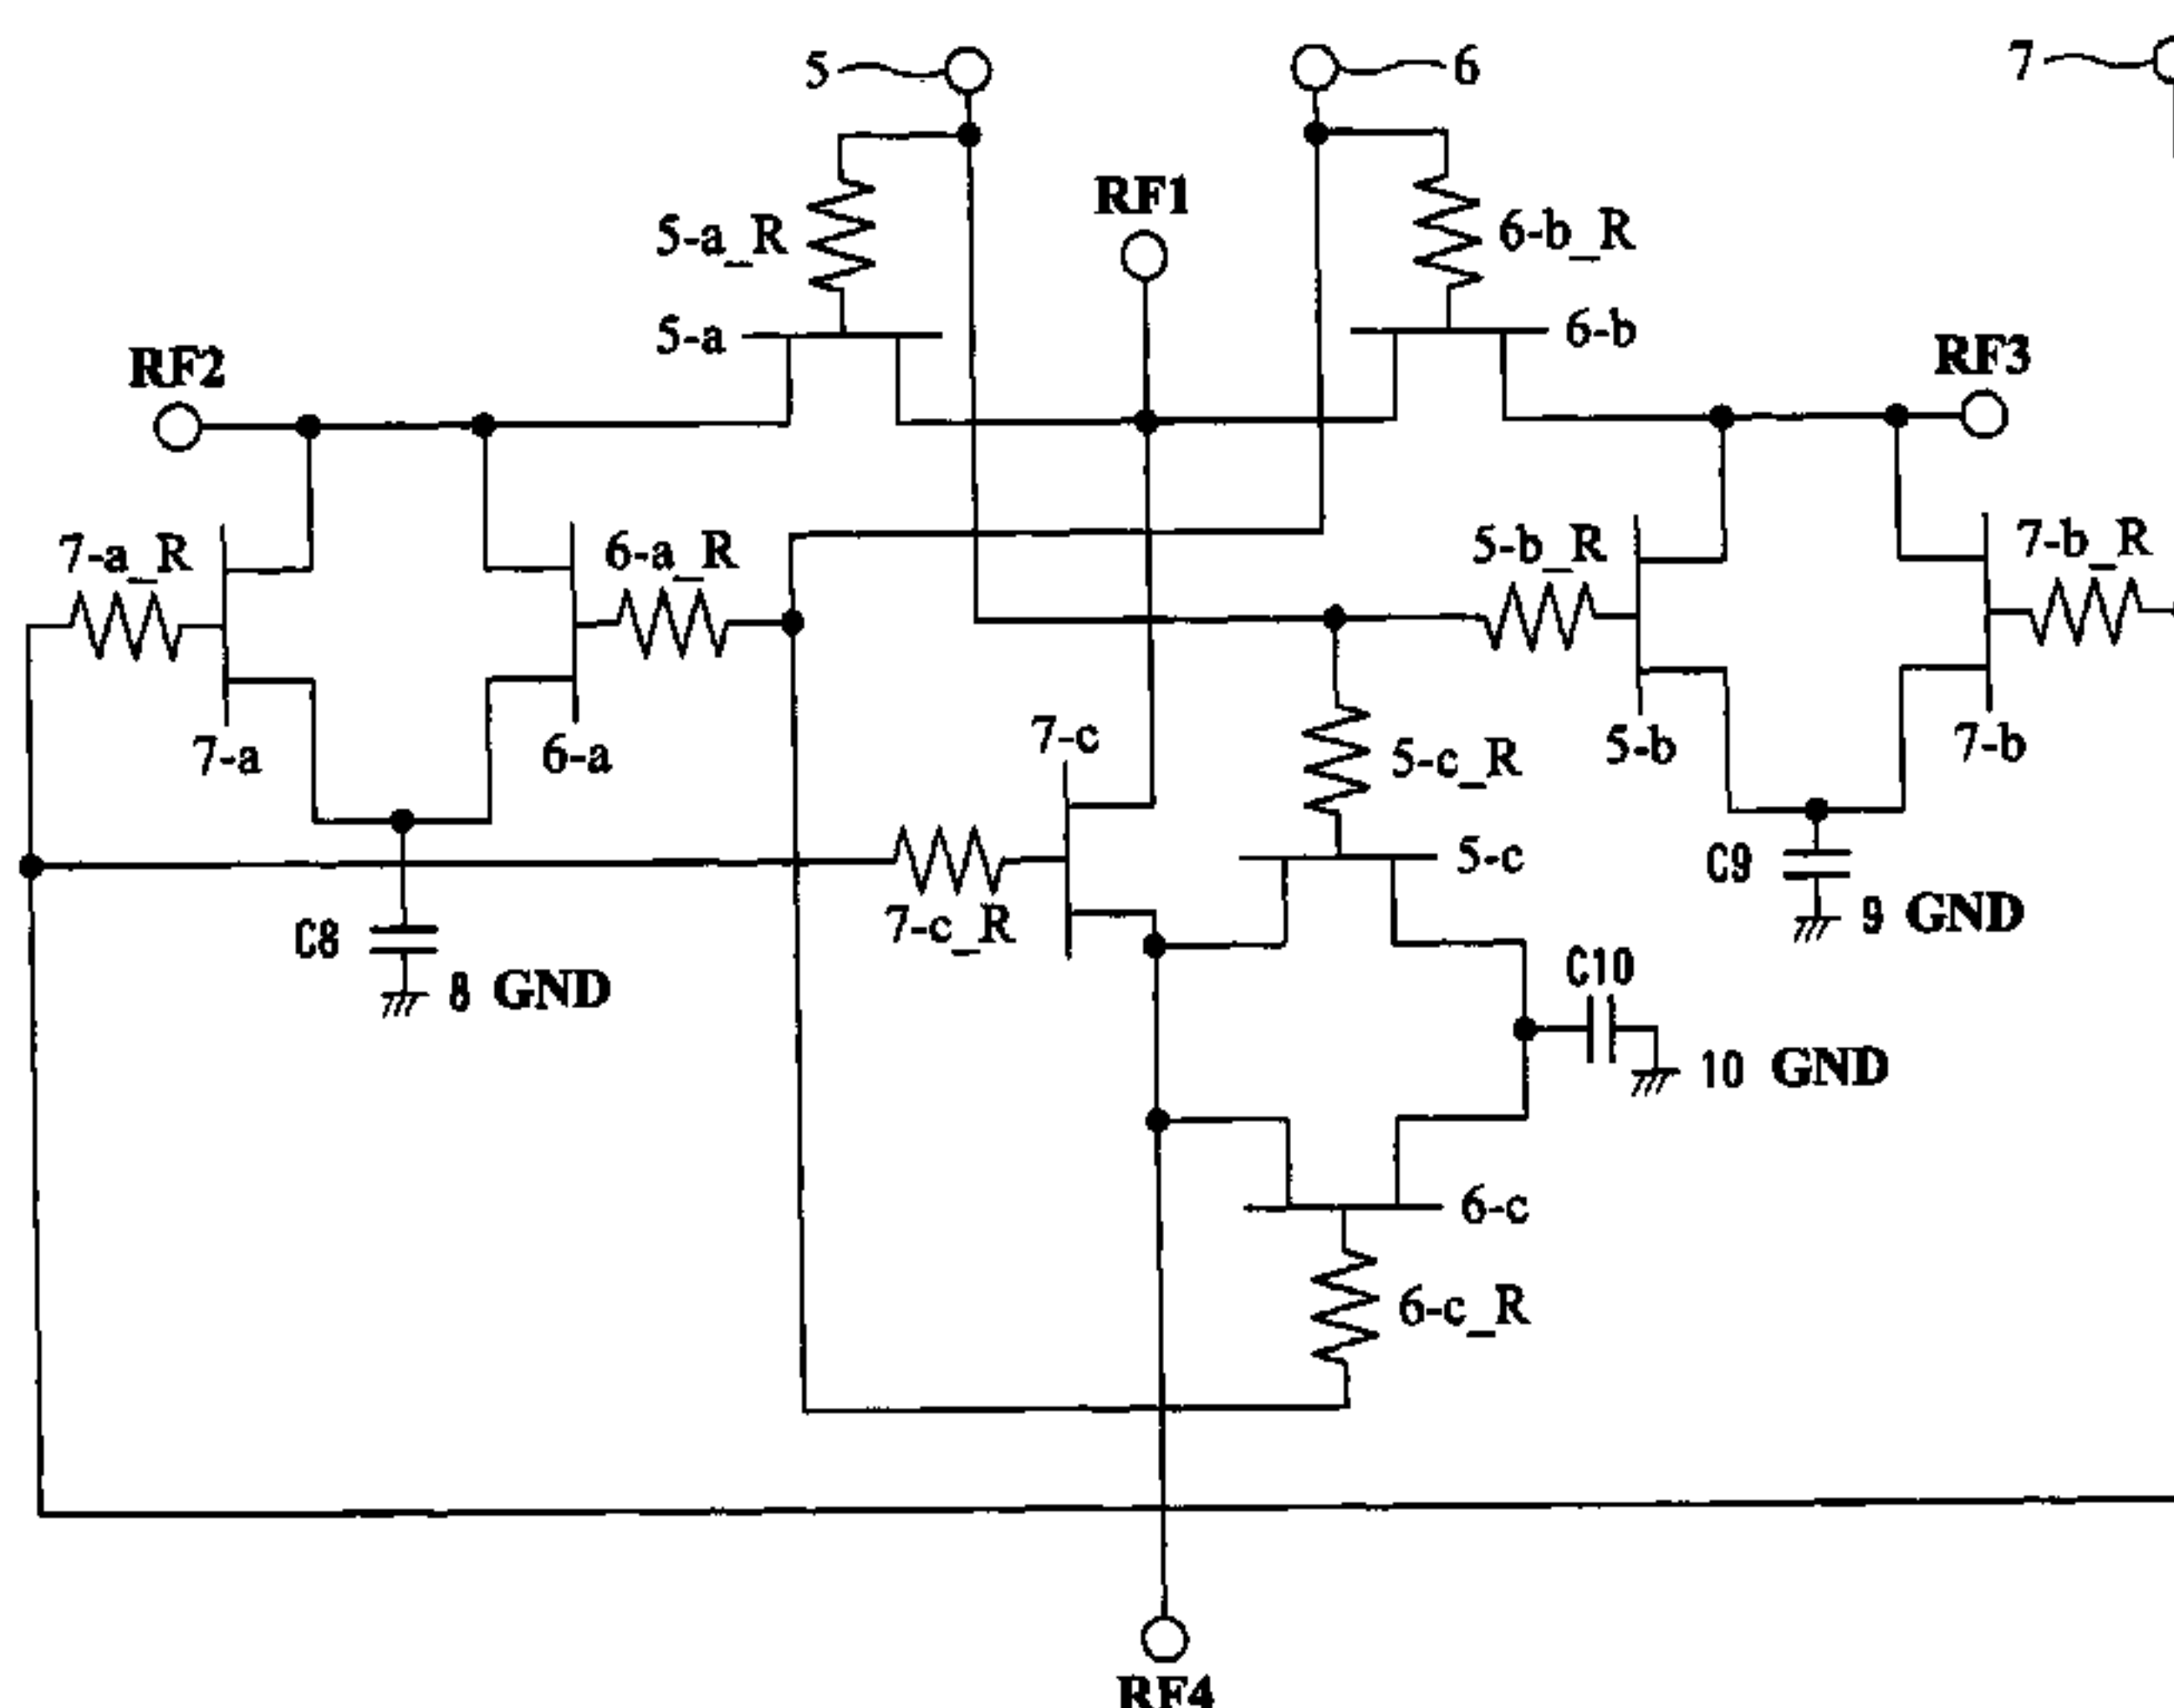 5
6
7
RF1
5-a_R
6-b_R
5-a
6-b
RF2
RF3
7-a_R
6-a_R
5-b_R
7-b_R
7-a
6-a
7-c
5-c_R
5-b
7-b
5-c
C9
9 GND
7-c_R
C8
8 GND
C10
10 GND
6-c
6-c_R
RF4